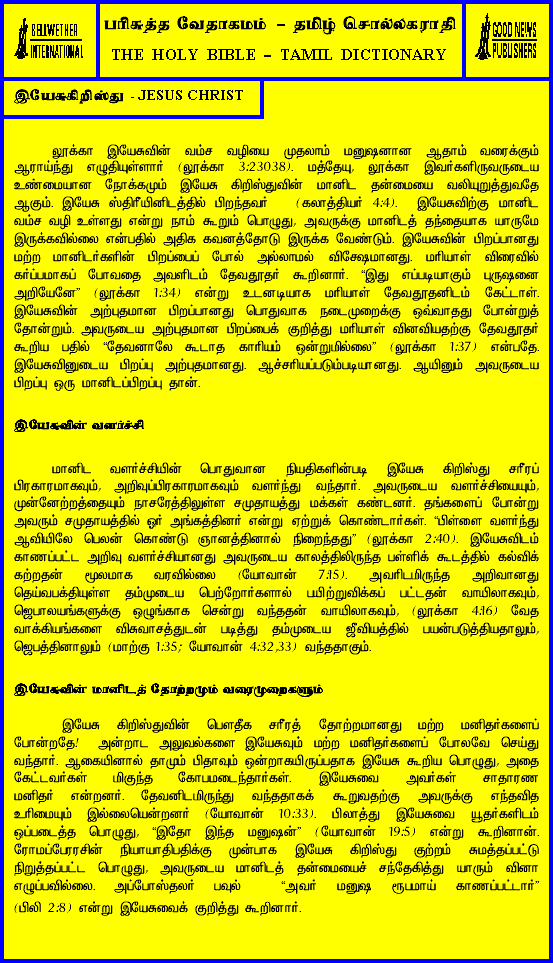 BELLWETHER
INTERNATIONAL
பரிசுத்த வேதாகமம் – தமிழ் சொல்லகராதி
THE HOLY BIBLE – TAMIL DICTIONARY
GOOD NEWS
PUBLISHERS
இயேசுகிறிஸ்து - JESUS CHRIST
லூக்கா இயேசுவின் வம்ச வழியை முதலாம் மனுஷனான ஆதாம் வரைக்கும்
ஆராய்ந்து எழுதியுள்ளார் (லூக்கா 3:23038). மத்தேயு, லூக்கா இவர்களிருவருடைய
உண்மையான நோக்கமும் இயேசு கிறிஸ்துவின் மானிட தன்மையை வலியுறுத்துவதே
ஆகும். இயேசு ஸ்திரீயினிடத்தில் பிறந்தவர் (கலாத்தியர் 4:4). இயேசுவிற்கு மானிட
வம்ச வழி உள்ளது என்று நாம் கூறும் பொழுது, அவருக்கு மானிடத் தந்தையாக யாருமே
இருக்கவில்லை என்பதில் அதிக கவனத்தோடு இருக்க வேண்டும். இயேசுவின் பிறப்பானது
மற்ற மானிடர்களின் பிறப்பைப் போல் அல்லாமல் விசேஷமானது. மரியாள் விரைவில்
கர்ப்பமாகப் போவதை அவளிடம் தேவதூதர் கூறினார். “இது எப்படியாகும் புருஷனை
அறியேனே” (லூக்கா 1:34) என்று உடனடியாக மரியாள் தேவதூதனிடம் கேட்டாள்.
இயேசுவின் அற்புதமான பிறப்பானது பொதுவாக நடைமுறைக்கு ஒவ்வாதது போன்றுத்
தோன்றும். அவருடைய அற்புதமான பிறப்பைக் குறித்து மரியாள் வினவியதற்கு தேவதூதர்
கூறிய பதில் “தேவனாலே கூடாத காரியம் ஒன்றுமில்லை” (லூக்கா 1:37) என்பதே.
இயேசுவினுடைய பிறப்பு அற்புதமானது. ஆச்சரியப்படும்படியானது. ஆயினும் அவருடைய
பிறப்பு ஒரு மானிடப்பிறப்பு தான்.
இயேசுவின் வளர்ச்சி
மானிட வளர்ச்சியின் பொதுவான நியதிகளின்படி இயேசு கிறிஸ்து சரீரப்
பிரகாரமாகவும், அறிவுப்பிரகாரமாகவும் வளர்ந்து வந்தார். அவருடைய வளர்ச்சியையும்,
முன்னேற்றத்தையும் நாசரேத்திலுள்ள சமுதாயத்து மக்கள் கண்டனர். தங்களைப் போன்று
அவரும் சமுதாயத்தில் ஓர் அங்கத்தினர் என்று ஏற்றுக் கொண்டார்கள். “பிள்ளை வளர்ந்து
ஆவியிலே பெலன் கொண்டு ஞானத்தினால் நிறைந்தது” (லூக்கா 2:40). இயேசுவிடம்
காணப்பட்ட அறிவு வளர்ச்சியானது அவருடைய காலத்திலிருந்த பள்ளிக் கூடத்தில் கல்விக்
கற்றதன் மூலமாக வரவில்லை (யோவான் 7:15). அவரிடமிருந்த அறிவானது
தெய்வபக்தியுள்ள தம்முடைய பெற்றோர்களால் பயிற்றுவிக்கப் பட்டதன் வாயிலாகவும்,
ஜெபாலயங்களுக்கு ஒழுங்காக சென்று வந்ததன் வாயிலாகவும், (லூக்கா 4:16) வேத
வாக்கியங்களை விசுவாசத்துடன் படித்து தம்முடைய ஜீவியத்தில் பயன்படுத்தியதாலும்,
ஜெபத்தினாலும் (மாற்கு 1:35; யோவான் 4:32,33) வந்ததாகும்.
இயேசுவின் மானிடத் தோற்றமும் வரைமுறைகளும்
இயேசு கிறிஸ்துவின் பௌதீக சரீரத் தோற்றமானது மற்ற மனிதர்களைப்
போன்றதே! அன்றாட அலுவல்களை இயேசுவும் மற்ற மனிதர்களைப் போலவே செய்து
வந்தார். ஆகையினால் தாமும் பிதாவும் ஒன்றாகயிருப்பதாக இயேசு கூறிய பொழுது, அதை
கேட்டவர்கள் மிகுந்த கோபமடைந்தார்கள். இயேசுவை அவர்கள் சாதாரண
மனிதர் என்றனர். தேவனிடமிருந்து வந்ததாகக் கூறுவதற்கு அவருக்கு எந்தவித
உரிமையும் இல்லையென்றனர் (யோவான் 10:33). பிலாத்து இயேசுவை யூதர்களிடம்
ஒப்படைத்த பொழுது, “இதோ இந்த மனுஷன்” (யோவான் 19:5) என்று கூறினான்.
ரோமப்பேரரசின் நியாயாதிபதிக்கு முன்பாக இயேசு கிறிஸ்து குற்றம் சுமத்தப்பட்டு
நிறுத்தப்பட்ட பொழுது, அவருடைய மானிடத் தன்மையைச் சந்தேகித்து யாரும் வினா
எழுப்பவில்லை. அப்போஸ்தலர் பவுல் “அவர் மனுஷ ரூபமாய் காணப்பட்டார்”
(பிலி 2:8) என்று இயேசுவைக் குறித்து கூறினார்.